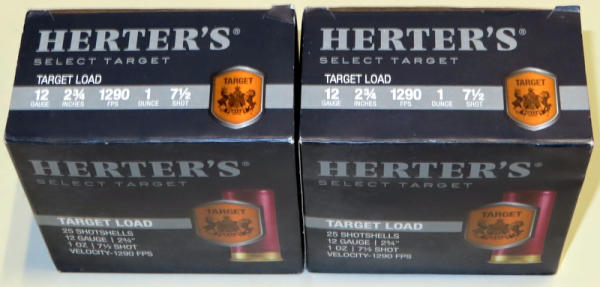 HERTER'S®
SELECT TARGET
TARGET LOAD
12 2¾ 1290 1 7½
GAUGE INCHES FPS OUNCE SHOT
TARGET
HERTER'S®
SELECT TARGET
TARGET LOAD
25 SHOTSHELLS
12 GAUGE | 2¾"
1 OZ | 7½ SHOT
VELOCITY-1290 FPS
TARGET
HERTER'S®
SELECT TARGET
TARGET LOAD
12 2¾ 1290 1 7½
GAUGE INCHES FPS OUNCE SHOT
TARGET
HERTER'S®
SELECT TARGET
TARGET LOAD
25 SHOTSHELLS
12 GAUGE | 2¾"
1 OZ | 7½ SHOT
VELOCITY-1290 FPS
TARGET